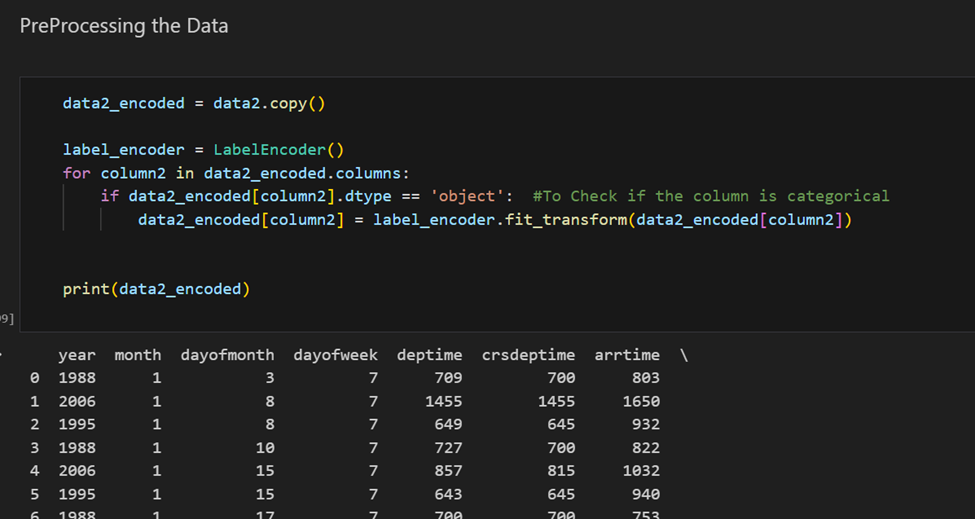 PreProcessing the Data
data2_encoded = data2.copy()
label_encoder = LabelEncoder()
for column2 in data2_encoded.columns:
if data2_encoded[column2].dtype == 'object':  #To Check if the column is categorical
data2_encoded[column2] = label_encoder.fit_transform(data2_encoded[column2])
print(data2_encoded)
9]
year month dayofmonth dayofweek deptime crsdeptime arrtime \
0 1988 1 3 7 709 700 803
1 2006 1 8 7 1455 1455 1650
2 1995 1 8 7 649 645 932
3 1988 1 10 7 727 700 822
4 2006 1 15 7 857 815 1032
5 1995 1 15 7 643 645 940
6 1988 1 17 7 700 700 753